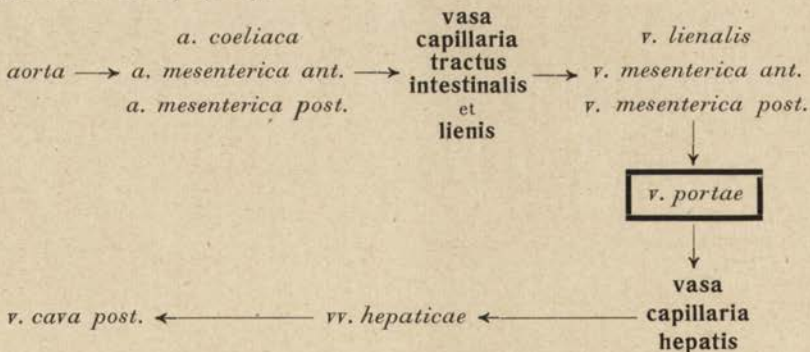 aorta → a. coeliaca
a. mesenterica ant.
a. mesenterica post. →
vasa
capillaria
tractus
intestinalis
et
lienis →
v. lienalis
v. mesenterica ant.
v. mesenterica post.
↓
v. portae
↓
vasa
capillaria
hepatis
← vv. hepaticae
← v. cava post.